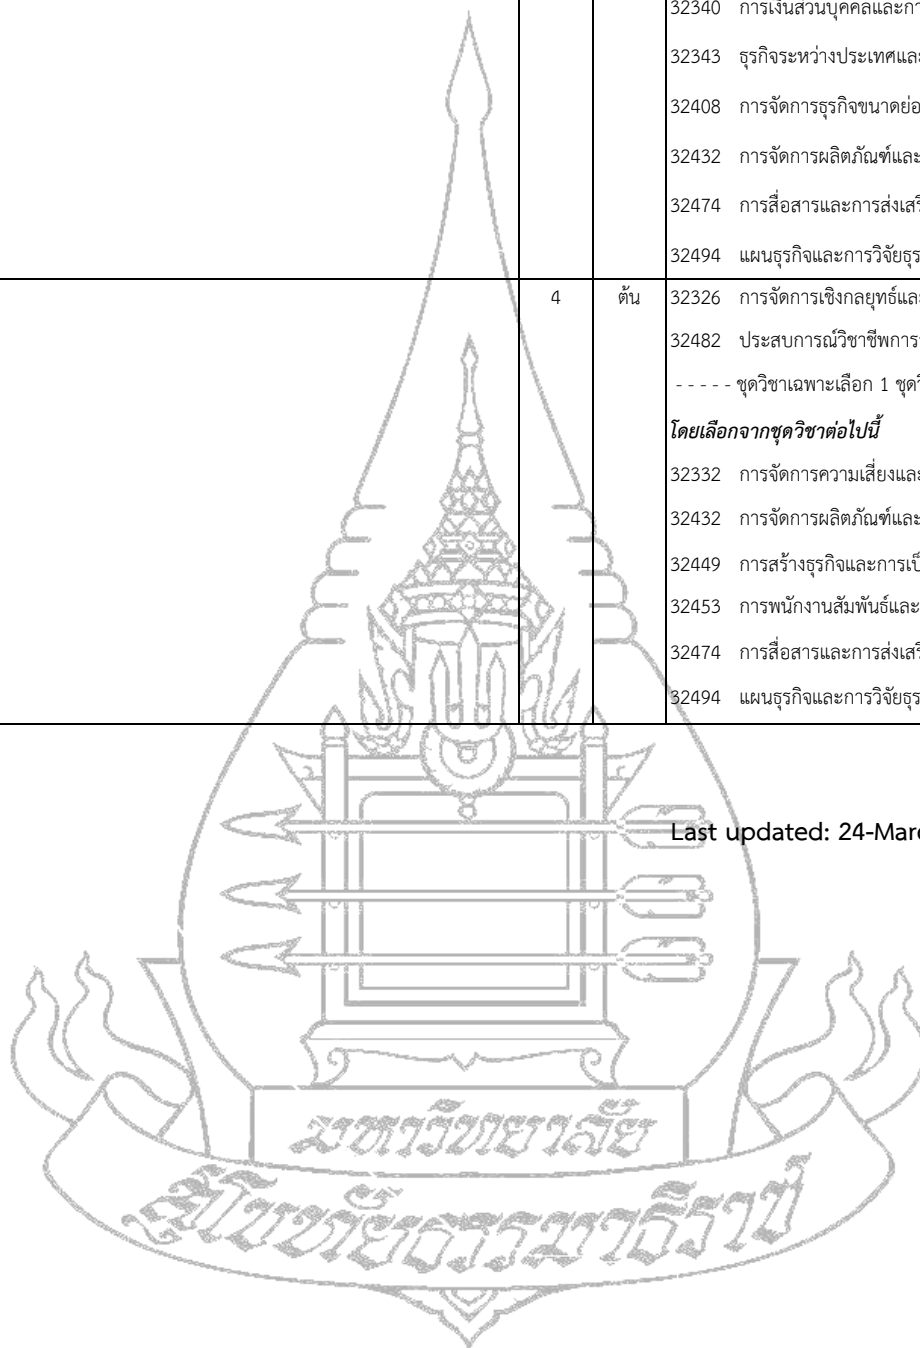 32340 การเงินส่วนบุคคลและกา
32343 ธุรกิจระหว่างประเทศและ
32408 การจัดการธุรกิจขนาดย่อ
32432 การจัดการผลิตภัณฑ์และ
32474 การสื่อสารและการส่งเสริ
32494 แผนธุรกิจและการวิจัยธุร
4 ต้น 32326 การจัดการเชิงกลยุทธ์และ
32482 ประสบการณ์วิชาชีพการ
- - - - - ชุดวิชาเฉพาะเลือก 1 ชุดวิ
โดยเลือกจากชุดวิชาต่อไปนี้
32332 การจัดการความเสี่ยงและ
32432 การจัดการผลิตภัณฑ์และ
32449 การสร้างธุรกิจและการเป็
32453 การพนักงานสัมพันธ์และ
32474 การสื่อสารและการส่งเสริ
32494 แผนธุรกิจและการวิจัยธุร
Last updated: 24-Marc
มหาวิทยาลัย
สุโขทัยธรรมาธิราช